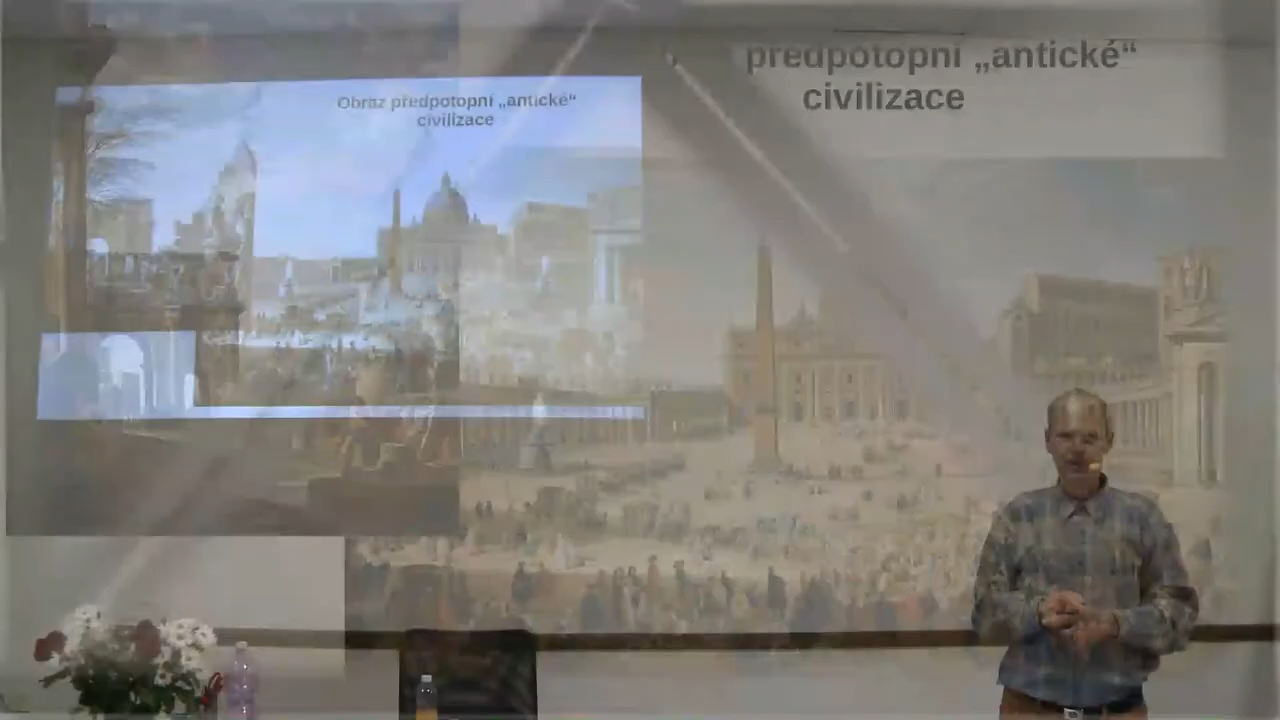 předpotopní „antické“
civilizace
Obraz předpotopní „antické“
civilizace